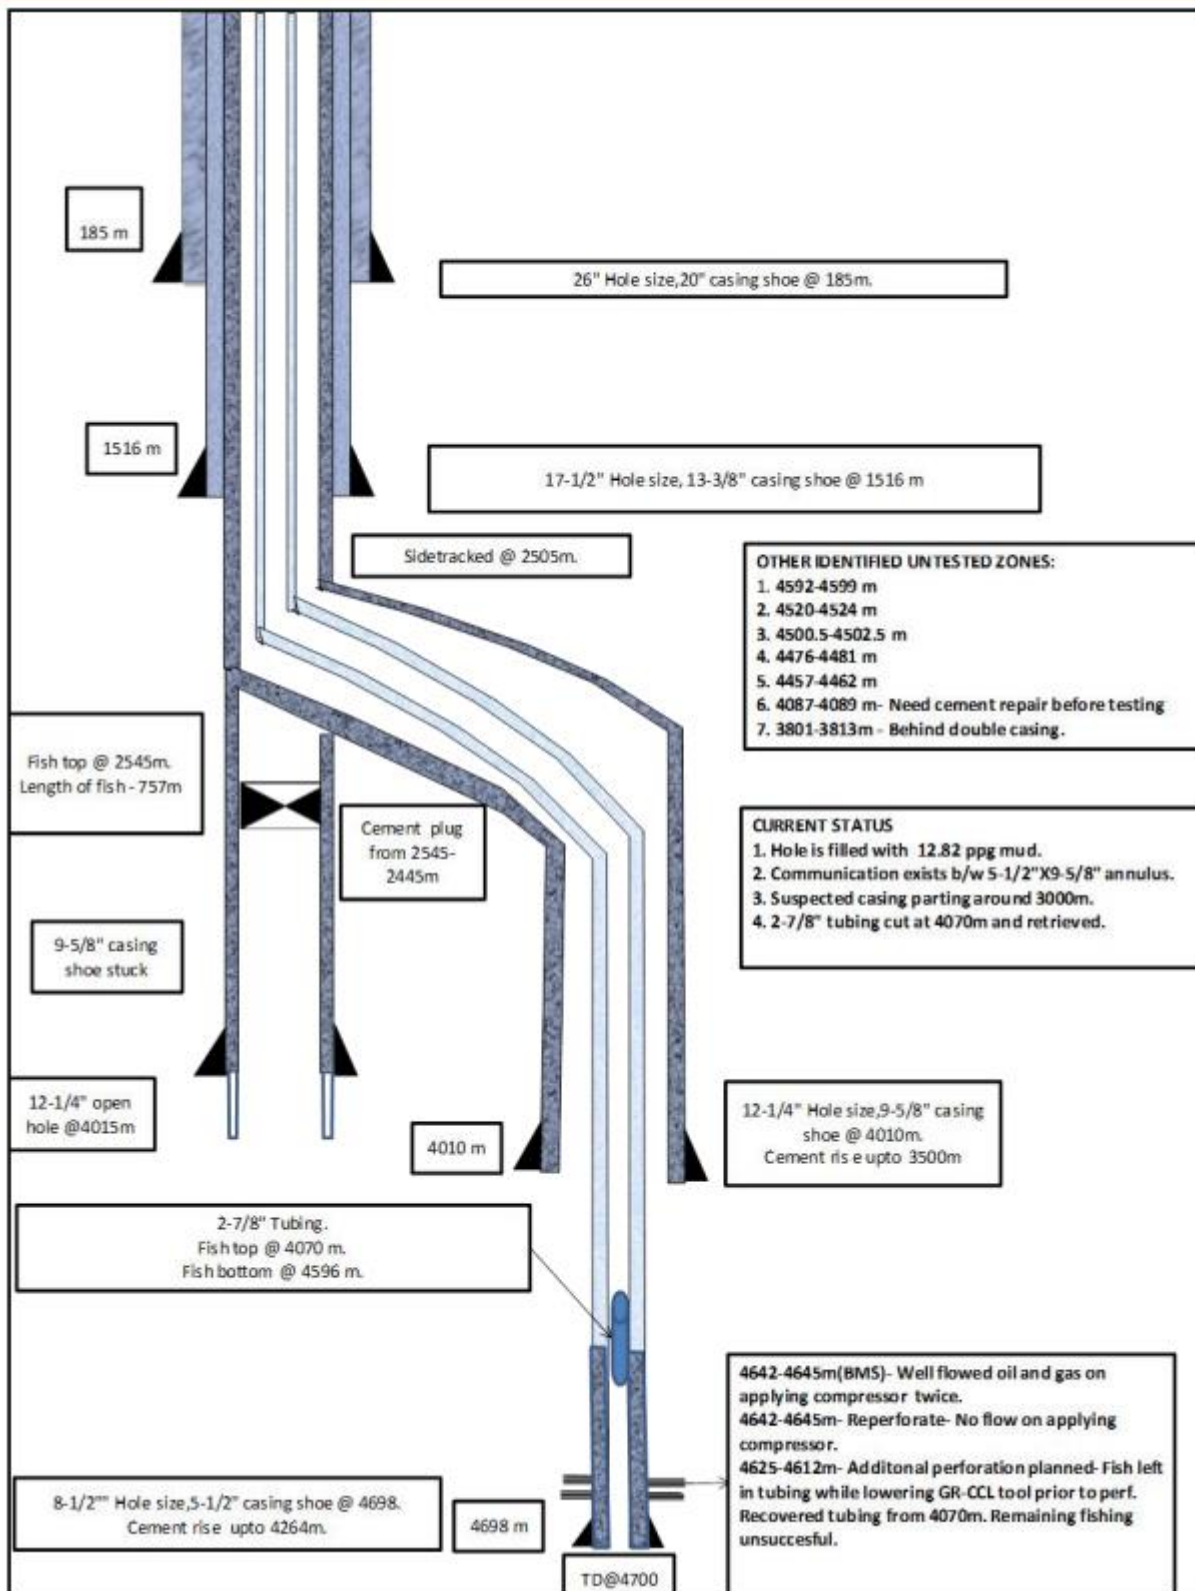 185 m
26" Hole size,20" casing shoe @ 185m.
1516 m
17-1/2" Hole size, 13-3/8" casing shoe @ 1516 m
Sidetracked @ 2505m.
OTHER IDENTIFIED UNTESTED ZONES:
1. 4592-4599 m
2. 4520-4524 m
3. 4500.5-4502.5 m
4. 4476-4481 m
5. 4457-4462 m
6. 4087-4089 m- Need cement repair before testing
7. 3801-3813m - Behind double casing.
Fish top @ 2545m.
Length of fish - 757m
Cement plug
from 2545-
2445m
CURRENT STATUS
1. Hole is filled with 12.82 ppg mud.
2. Communication exists b/w 5-1/2"X9-5/8" annulus.
3. Suspected casing parting around 3000m.
4. 2-7/8" tubing cut at 4070m and retrieved.
9-5/8" casing
shoe stuck
12-1/4" open
hole @4015m
4010 m
12-1/4" Hole size,9-5/8" casing
shoe @ 4010m.
Cement rise upto 3500m
2-7/8" Tubing.
Fish top @ 4070 m.
Fish bottom @ 4596 m.
4642-4645m(BMS)- Well flowed oil and gas on
applying compressor twice.
4642-4645m- Reperforate- No flow on applying
compressor.
4625-4612m- Additonal perforation planned- Fish left
in tubing while lowering GR-CCL tool prior to perf.
Recovered tubing from 4070m. Remaining fishing
unsuccesful.
8-1/2"" Hole size,5-1/2" casing shoe @ 4698.
Cement rise upto 4264m.
4698 m
TD@4700